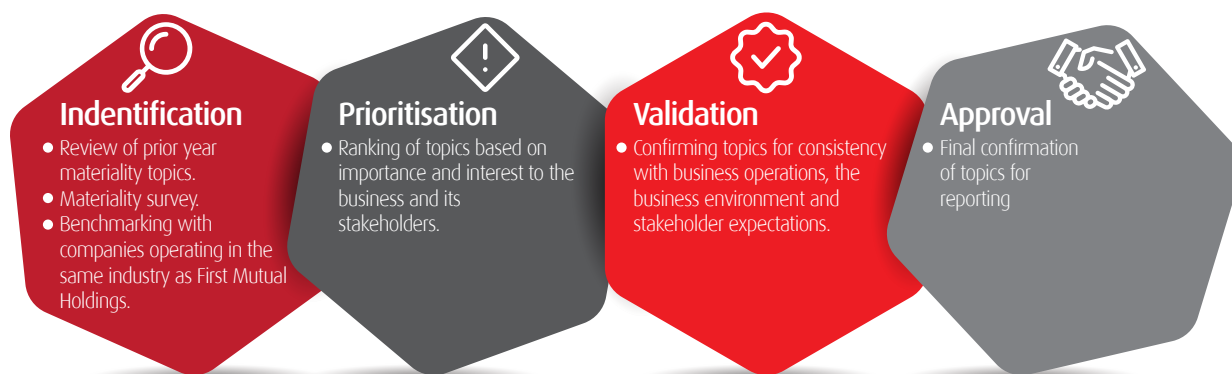 Indentification
• Review of prior year
materiality topics.
• Materiality survey.
• Benchmarking with
companies operating in the
same industry as First Mutual
Holdings.
Prioritisation
• Ranking of topics based on
importance and interest to the
business and its
stakeholders.
Validation
• Confirming topics for consistency
with business operations, the
business environment and
stakeholder expectations.
Approval
• Final confirmation
of topics for
reporting